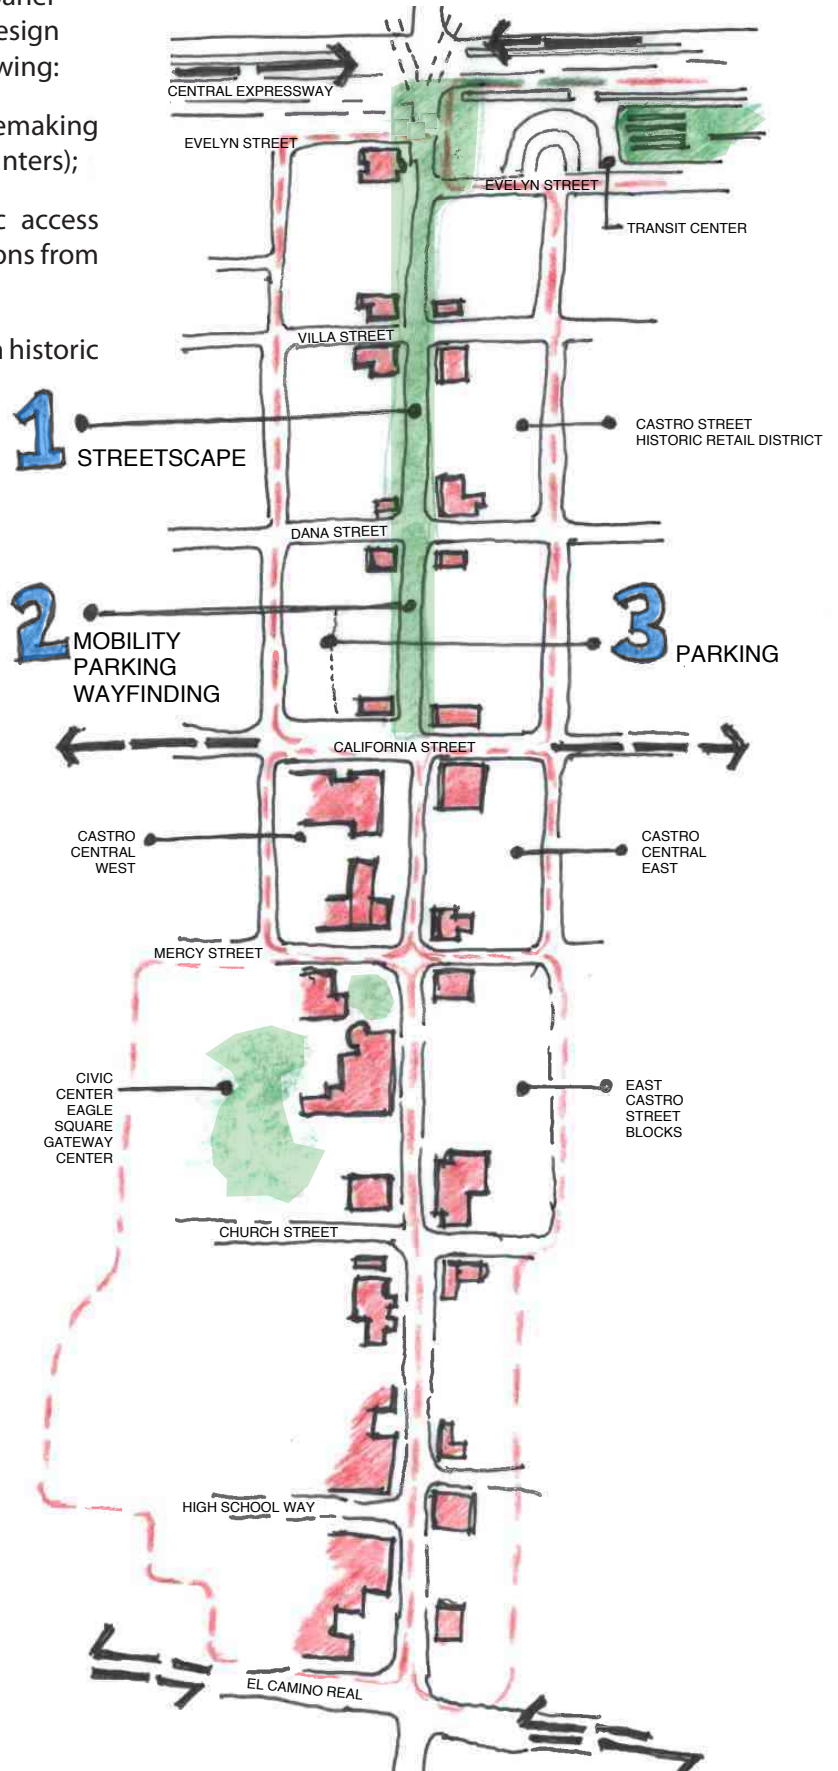 esign
wing:
emaking
nters);
c access
ons from
historic
CENTRAL EXPRESSWAY
EVELYN STREET
EVELYN STREET
TRANSIT CENTER
VILLA STREET
1
STREETSCAPE
CASTRO STREET
HISTORIC RETAIL DISTRICT
DANA STREET
2
MOBILITY
PARKING
WAYFINDING
3
PARKING
CALIFORNIA STREET
CASTRO
CENTRAL
WEST
CASTRO
CENTRAL
EAST
MERCY STREET
CIVIC
CENTER
EAGLE
SQUARE
GATEWAY
CENTER
EAST
CASTRO
STREET
BLOCKS
CHURCH STREET
HIGH SCHOOL WAY
EL CAMINO REAL